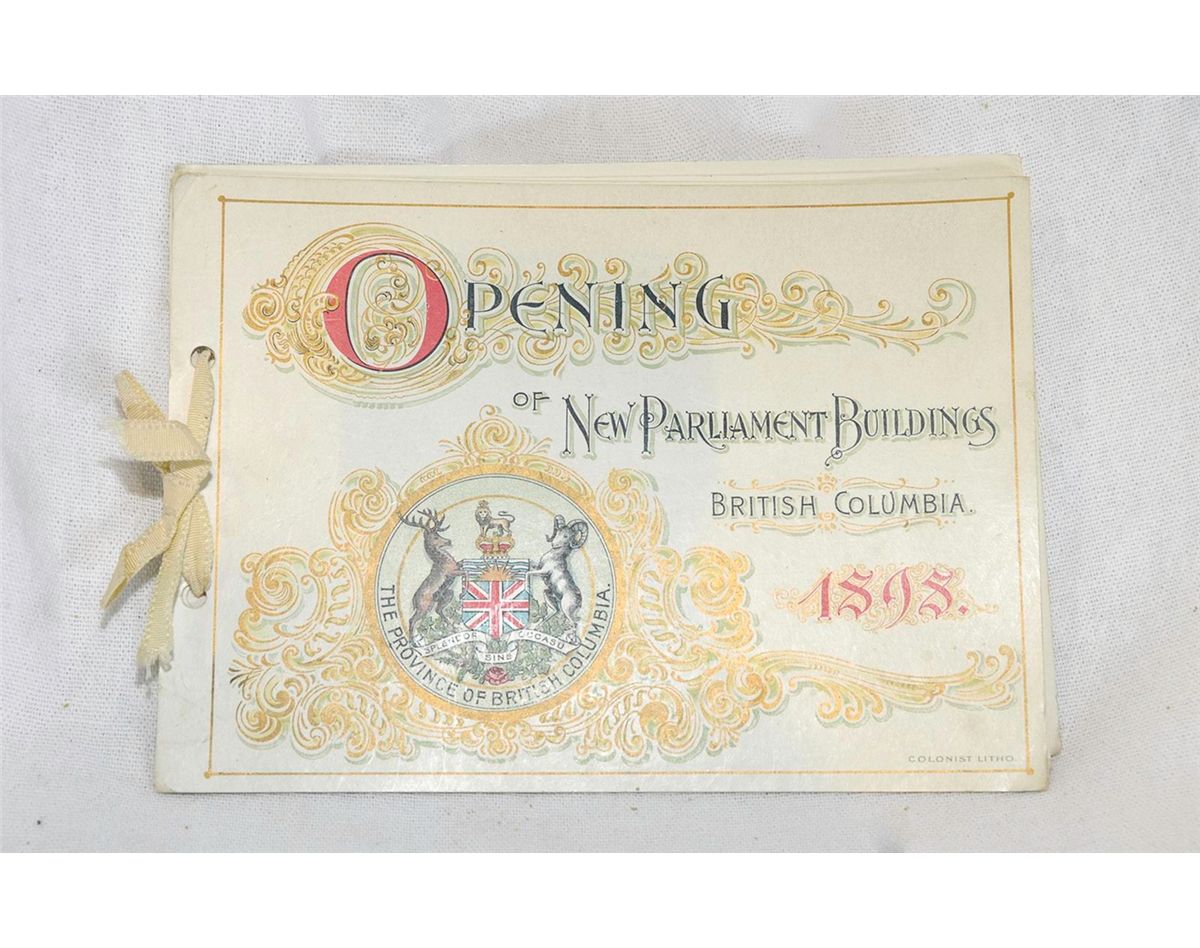 OPENING
OF NEW PARLIAMENT BUILDINGS
BRITISH COLUMBIA.
1898.
THE PROVINCE OF BRITISH COLUMBIA.
SPLENDOR SINE OCCASU
COLONIST LITHO.